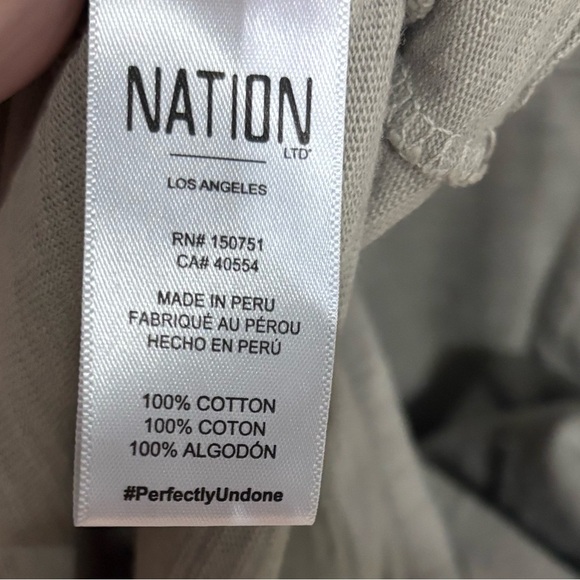 NATION
LTD
LOS ANGELES
RN# 150751
CA# 40554
MADE IN PERU
FABRIQUÉ AU PÉROU
HECHO EN PERÚ
100% COTTON
100% COTON
100% ALGODÓN
#PerfectlyUndone